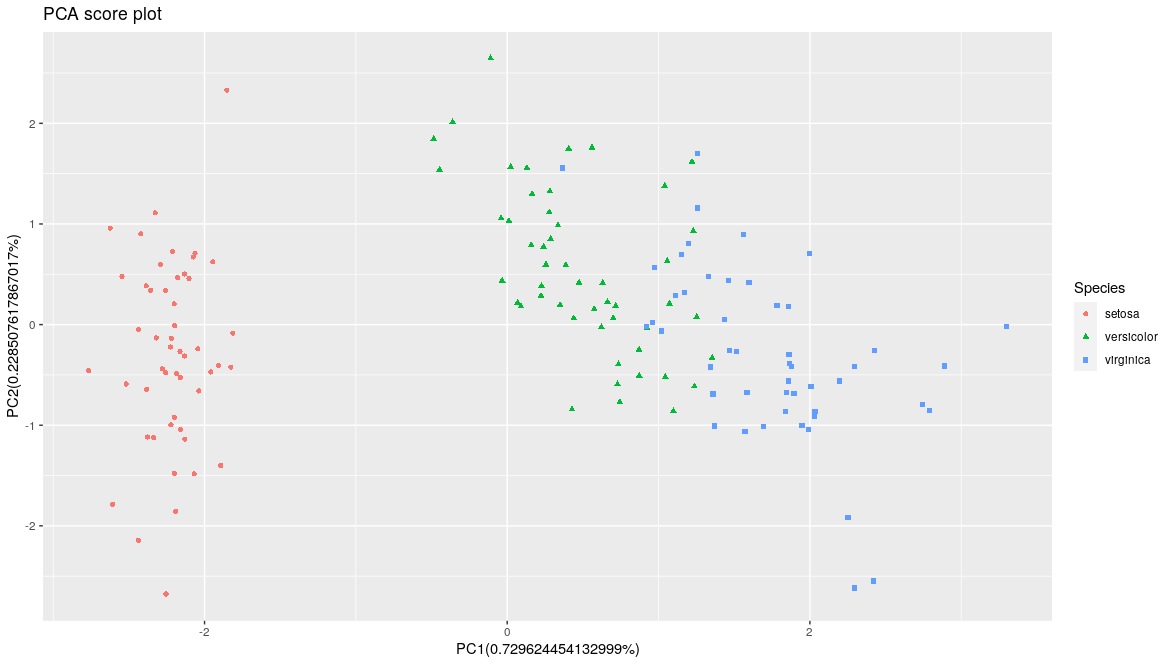 PCA score plot
PC2(0.228507617867017%)
2
1
0
-1
-2
-2
0
2
PC1(0.729624454132999%)
Species
setosa
versicolor
virginica